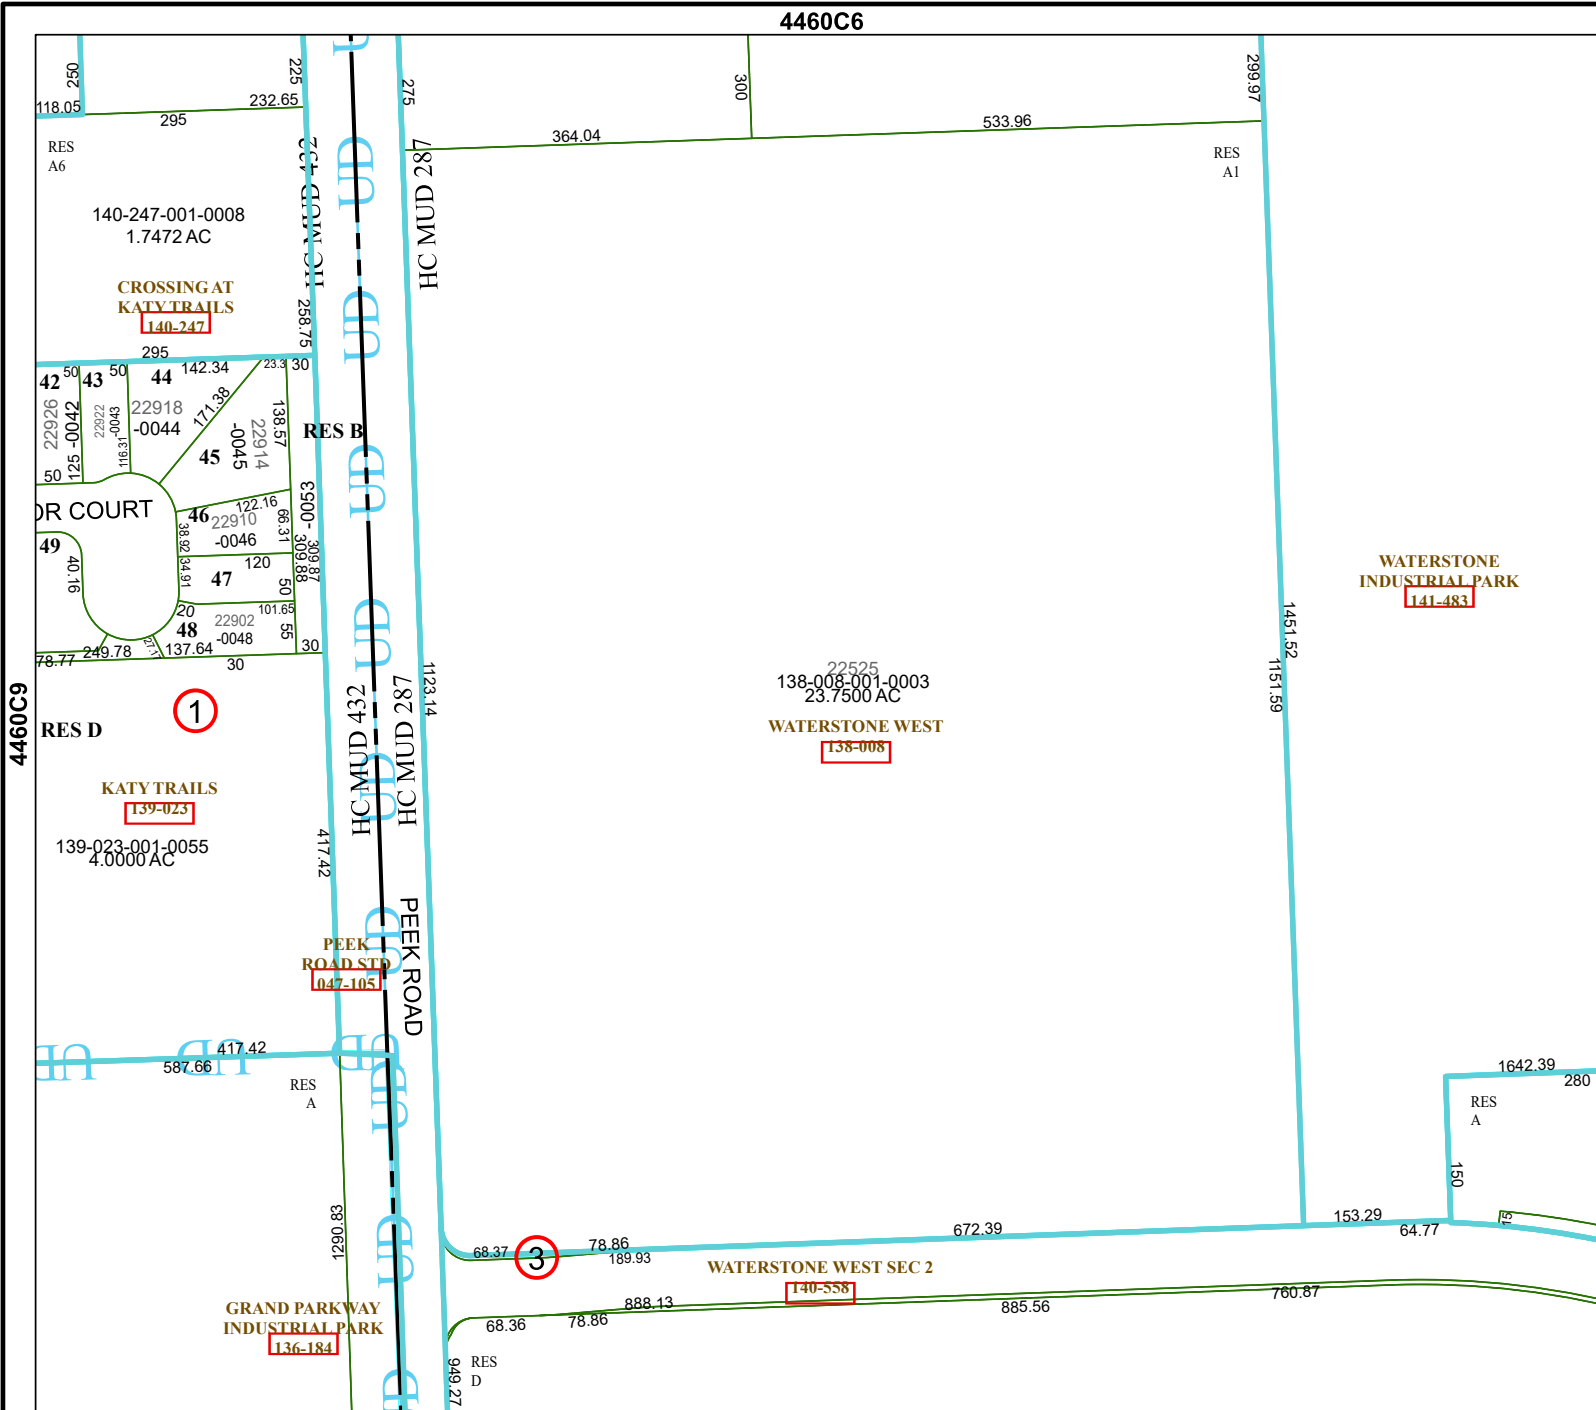 4460C6
250
118.05
232.65
295
225
275
300
364.04
533.96
299.97
RES
A6
RES
A1
140-247-001-0008
1.7472 AC
HC MUD 432
HC MUD 287
CROSSING AT
KATY TRAILS
140-247
258.75
295
42
50
43
50
44
142.34
23.3
30
22926
-0042
125
22922
-0043
116.31
22918
-0044
171.38
138.57
22914
-0045
45
RES B
50
OR COURT
46
122.16
22910
-0046
38.92
66.31
-0053
309.87
309.88
49
40.16
34.91
47
120
50
20
101.65
48
22902
-0048
55
27.17
137.64
30
78.77
249.78
30
1
RES D
4460C9
KATY TRAILS
139-023
139-023-001-0055
4.0000 AC
417.42
HC MUD 432
HC MUD 287
1123.14
22525
138-008-001-0003
23.7500 AC
WATERSTONE WEST
138-008
1451.52
1151.59
WATERSTONE
INDUSTRIAL PARK
141-483
PEEK ROAD
PEEK
ROAD STD
047-105
417.42
587.66
RES
A
1642.39
280
RES
A
150
15
1290.83
68.37
3
78.86
189.93
672.39
153.29
64.77
WATERSTONE WEST SEC 2
140-558
888.13
885.56
760.87
68.36
78.86
GRAND PARKWAY
INDUSTRIAL PARK
136-184
949.27
RES
D